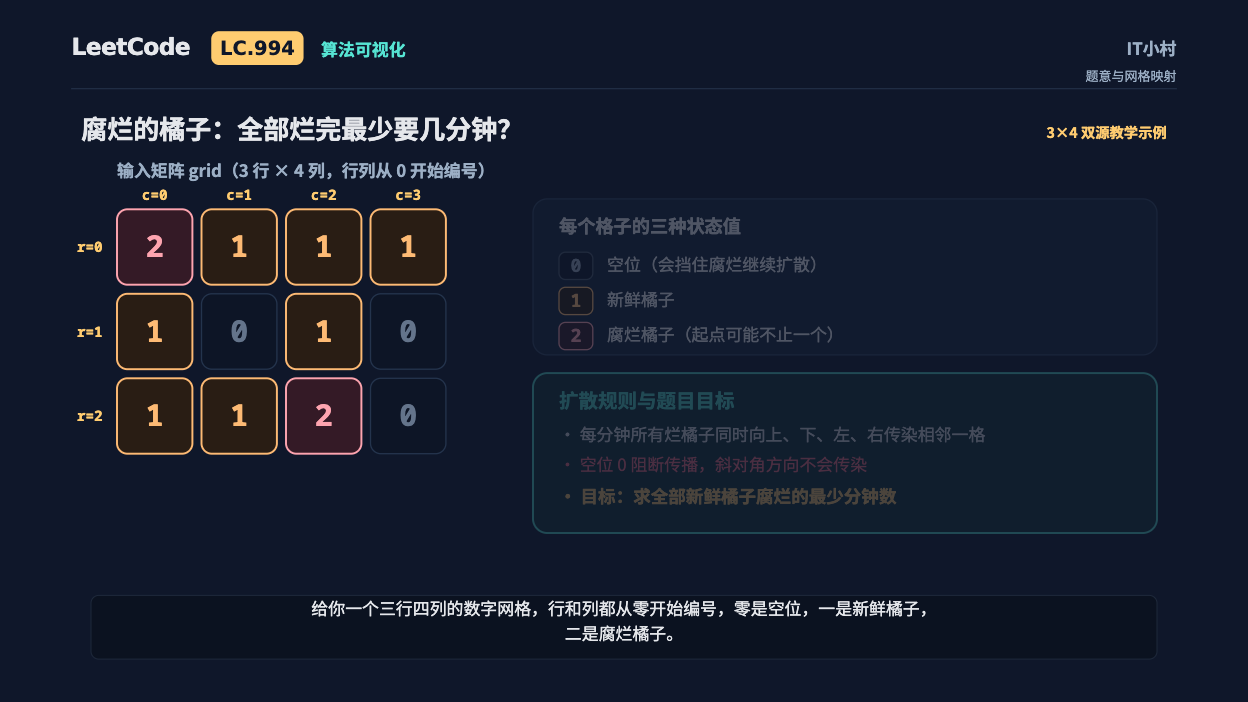 LeetCode LC.994 算法可视化
IT小村
题意与网格映射
腐烂的橘子：全部烂完最少要几分钟？
3×4 双源教学示例
输入矩阵 grid（3 行 × 4 列，行列从 0 开始编号）
c=0 c=1 c=2 c=3
r=0 2 1 1 1
r=1 1 0 1 0
r=2 1 1 2 0
每个格子的三种状态值
0 空位（会挡住腐烂继续扩散）
1 新鲜橘子
2 腐烂橘子（起点可能不止一个）
扩散规则与题目目标
• 每分钟所有烂橘子同时向上、下、左、右传染相邻一格
• 空位 0 阻断传播，斜对角方向不会传染
• 目标：求全部新鲜橘子腐烂的最少分钟数
给你一个三行四列的数字网格，行和列都从零开始编号，零是空位，一是新鲜橘子，
二是腐烂橘子。